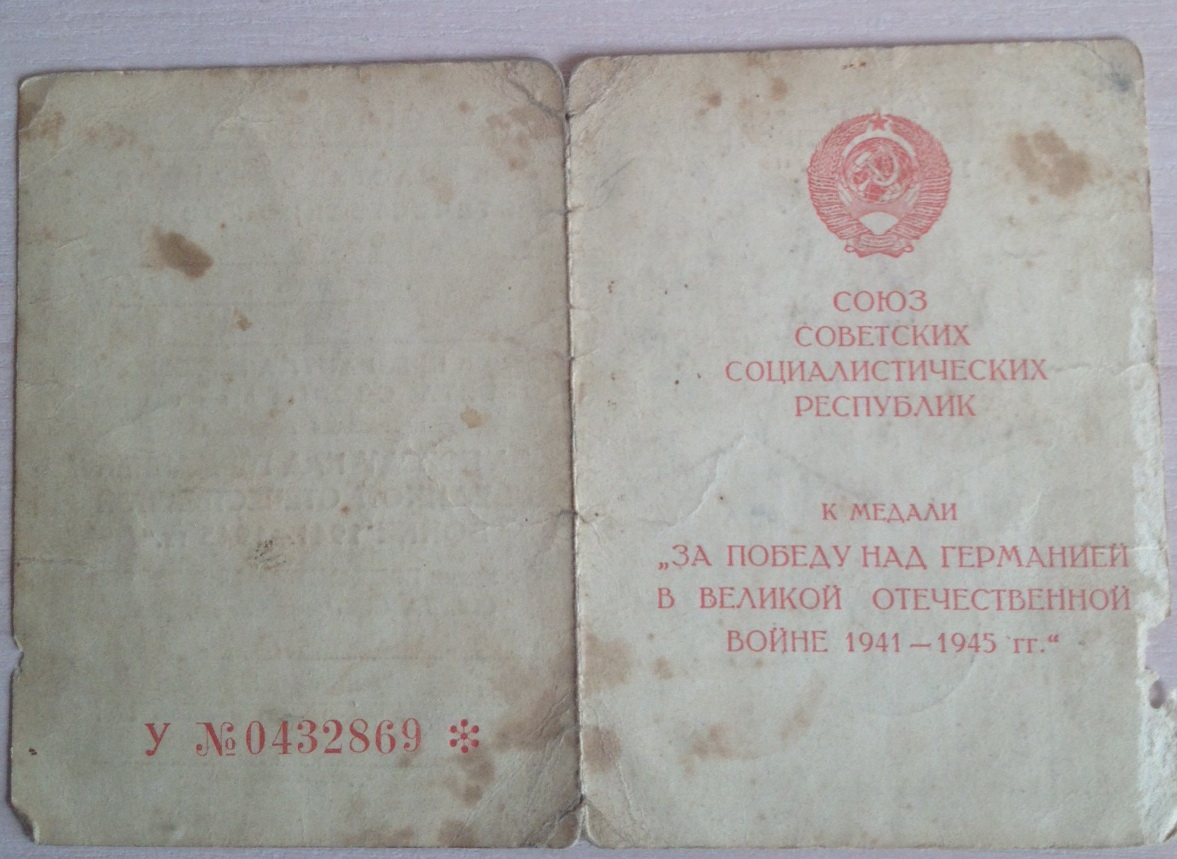 У №0432869 *
СОЮЗ
СОВЕТСКИХ
СОЦИАЛИСТИЧЕСКИХ
РЕСПУБЛИК
К МЕДАЛИ
„ЗА ПОБЕДУ НАД ГЕРМАНИЕЙ
В ВЕЛИКОЙ ОТЕЧЕСТВЕННОЙ
ВОЙНЕ 1941—1945 гг.“